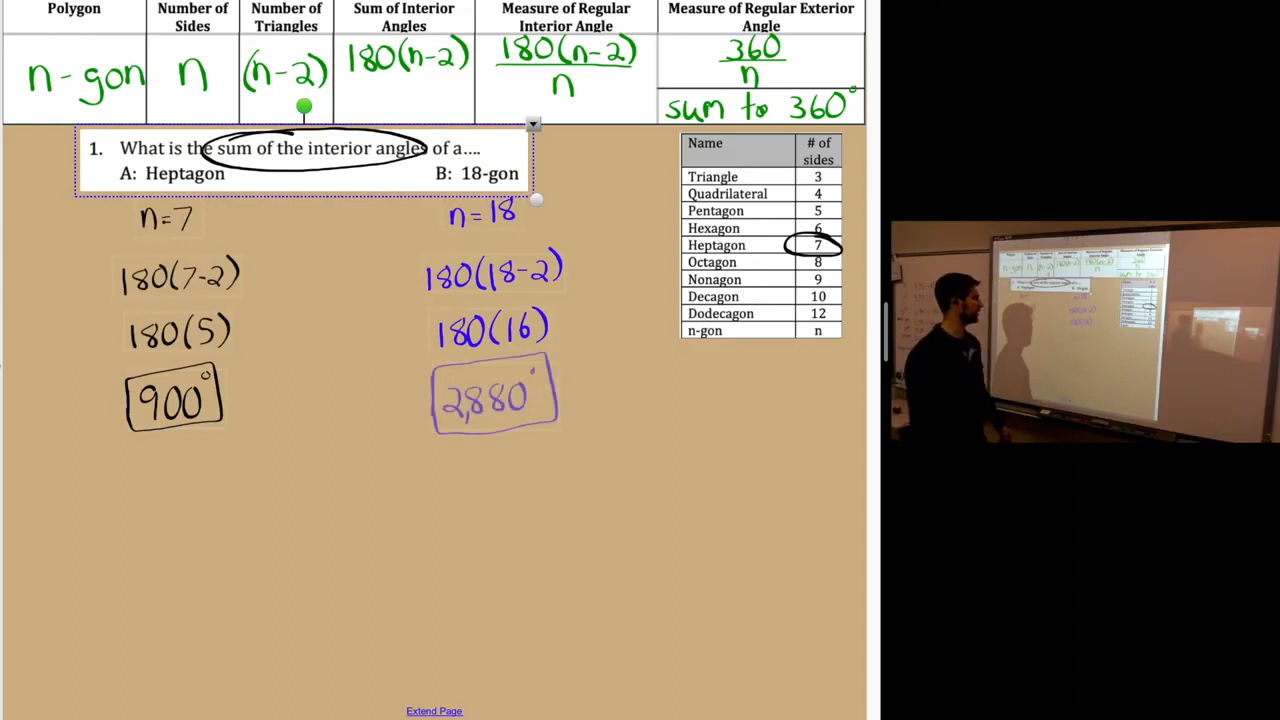 Polygon
Number of Sides
Number of Triangles
Sum of Interior Angles
Measure of Regular Interior Angle
Measure of Regular Exterior Angle
n-gon
n
(n-2)
180(n-2)
180(n-2)
n
360
n
sum to 360°
1. What is the sum of the interior angles of a....
A: Heptagon B: 18-gon
n=7
180(7-2)
180(5)
900°
n=18
180(18-2)
180(16)
2,880°
Name # of sides
Triangle 3
Quadrilateral 4
Pentagon 5
Hexagon 6
Heptagon 7
Octagon 8
Nonagon 9
Decagon 10
Dodecagon 12
n-gon n
Extend Page